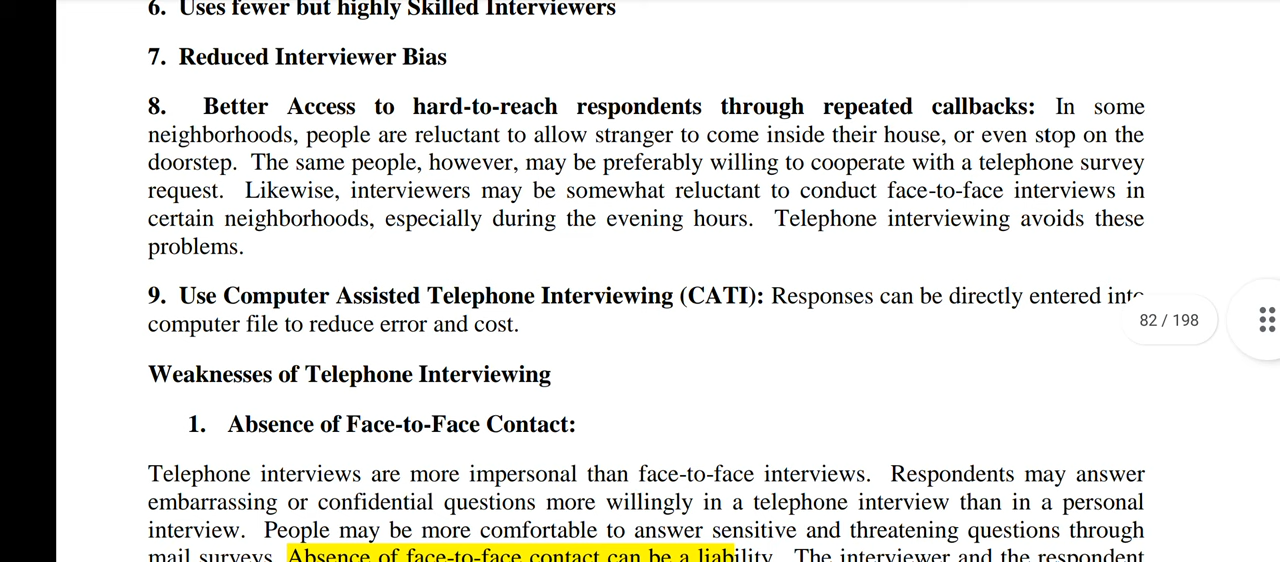 6. Uses fewer but highly Skilled Interviewers
7. Reduced Interviewer Bias
8. Better Access to hard-to-reach respondents through repeated callbacks: In some
neighborhoods, people are reluctant to allow stranger to come inside their house, or even stop on the
doorstep. The same people, however, may be preferably willing to cooperate with a telephone survey
request. Likewise, interviewers may be somewhat reluctant to conduct face-to-face interviews in
certain neighborhoods, especially during the evening hours. Telephone interviewing avoids these
problems.
9. Use Computer Assisted Telephone Interviewing (CATI): Responses can be directly entered into
computer file to reduce error and cost.
82 / 198
Weaknesses of Telephone Interviewing
1. Absence of Face-to-Face Contact:
Telephone interviews are more impersonal than face-to-face interviews. Respondents may answer
embarrassing or confidential questions more willingly in a telephone interview than in a personal
interview. People may be more comfortable to answer sensitive and threatening questions through
mail surveys. Absence of face-to-face contact can be a liability. The interviewer and the respondent